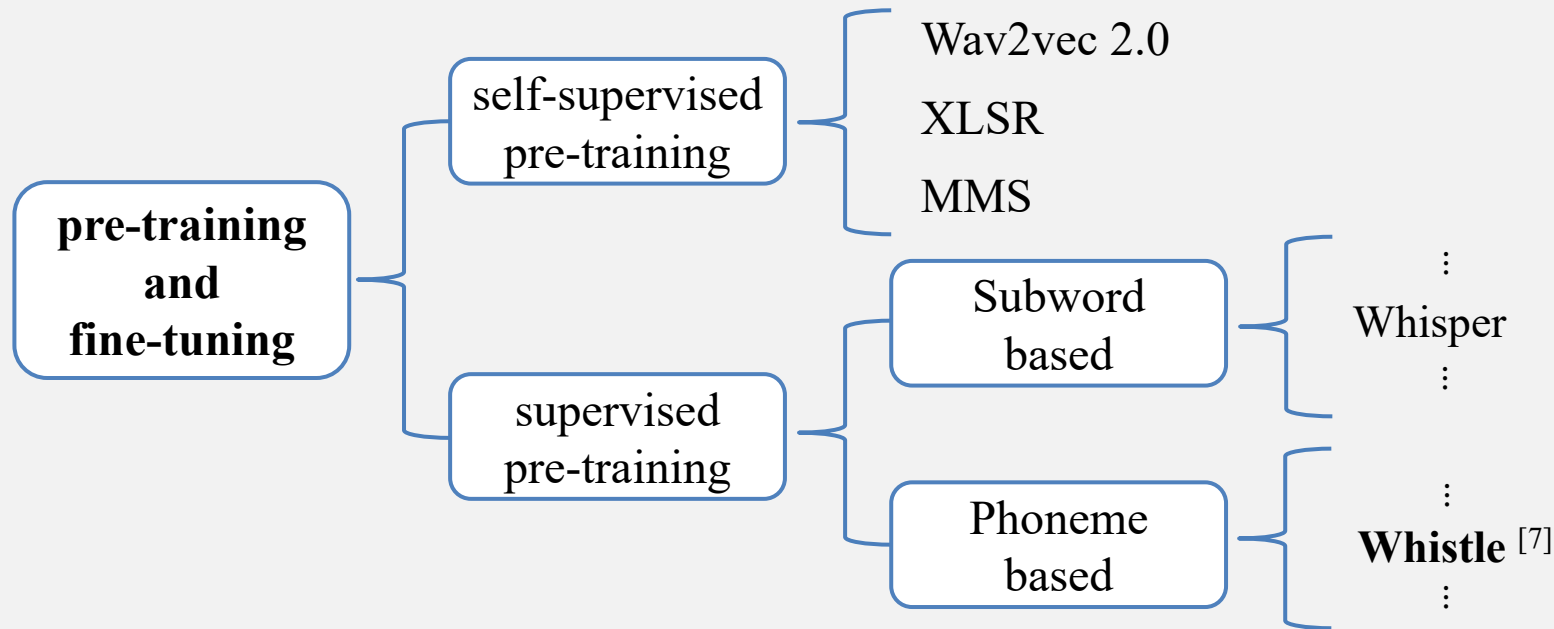 pre-training
and
fine-tuning
self-supervised
pre-training
Wav2vec 2.0
XLSR
MMS
supervised
pre-training
Subword
based
⋮
Whisper
⋮
Phoneme
based
⋮
Whistle [7]
⋮